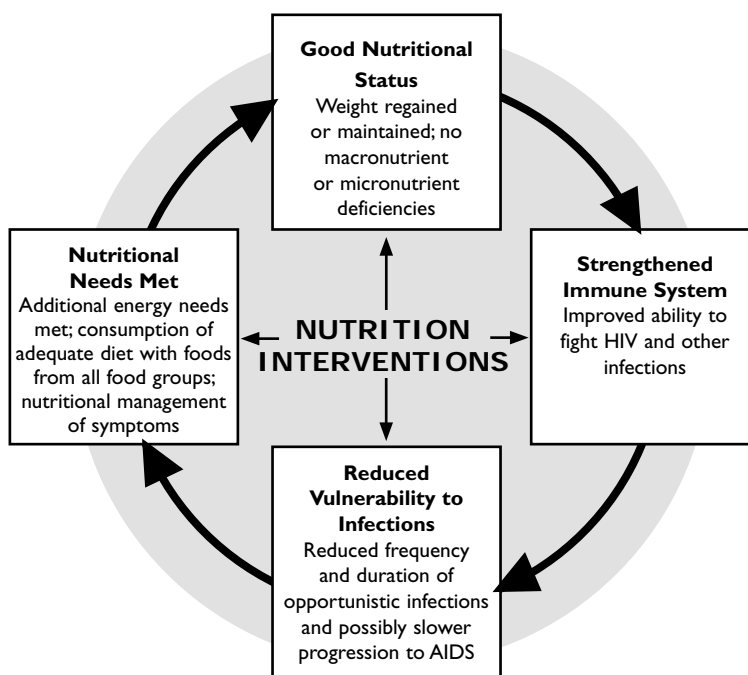 Good Nutritional
Status
Weight regained
or maintained; no
macronutrient
or micronutrient
deficiencies
Nutritional
Needs Met
Additional energy needs
met; consumption of
adequate diet with foods
from all food groups;
nutritional management
of symptoms
NUTRITION
INTERVENTIONS
Strengthened
Immune System
Improved ability to
fight HIV and other
infections
Reduced
Vulnerability to
Infections
Reduced frequency
and duration of
opportunistic infections
and possibly slower
progression to AIDS